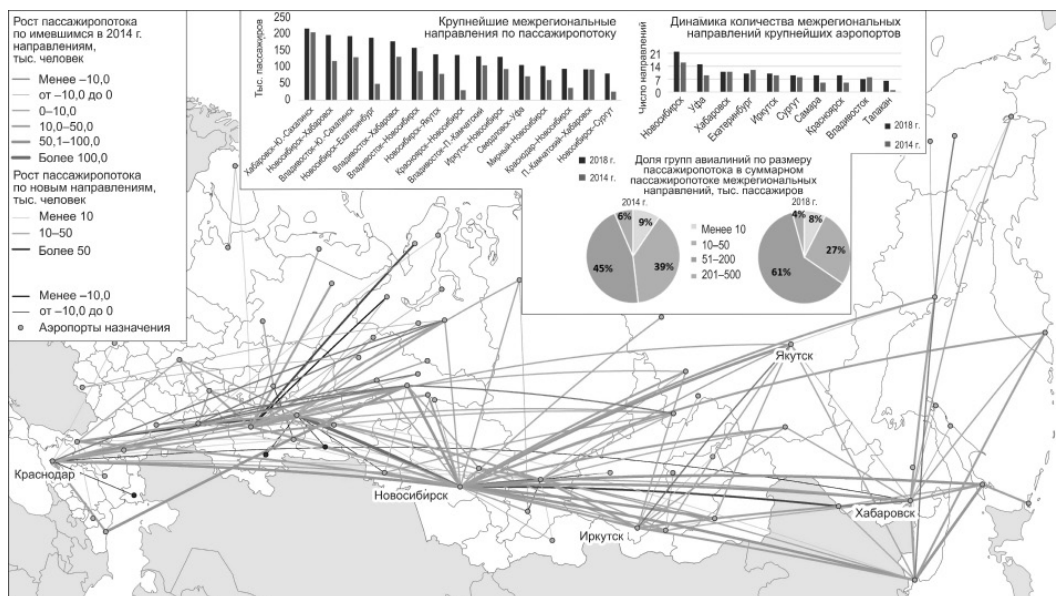 Рост пассажиропотока
по имевшимся в 2014 г.
направлениям,
тыс. человек
Менее –10,0
от –10,0 до 0
0–10,0
10,0–50,0
50,1–100,0
Более 100,0
Рост пассажиропотока
по новым направлениям,
тыс. человек
Менее 10
10–50
Более 50
Менее –10,0
от –10,0 до 0
Аэропорты назначения
Крупнейшие межрегиональные
направления по пассажиропотоку
Тыс. пассажиров
250
200
150
100
50
0
Хабаровск-Ю.-Сахалинск
Новосибирск-Хабаровск
Владивосток-Ю.-Сахалинск
Новосибирск-Екатеринбург
Владивосток-Хабаровск
Владивосток-Новосибирск
Новосибирск-Якутск
Красноярск-Новосибирск
Владивосток-П.-Камчатский
Иркутск-Новосибирск
Свердловск-Уфа
Мирный-Новосибирск
Краснодар-Новосибирск
П.-Камчатский-Хабаровск
Новосибирск-Сургут
2018 г.
2014 г.
Динамика количества межрегиональных
направлений крупнейших аэропортов
Число направлений
21
14
7
0
Новосибирск
Уфа
Хабаровск
Екатеринбург
Иркутск
Сургут
Самара
Красноярск
Владивосток
Талакан
2018 г.
2014 г.
Доля групп авиалиний по размеру
пассажиропотока в суммарном
пассажиропотоке межрегиональных
направлений, тыс. пассажиров
2014 г.
6%
9%
45%
39%
Менее 10
10–50
51–200
201–500
2018 г.
4%
8%
27%
61%
Якутск
Краснодар
Новосибирск
Хабаровск
Иркутск